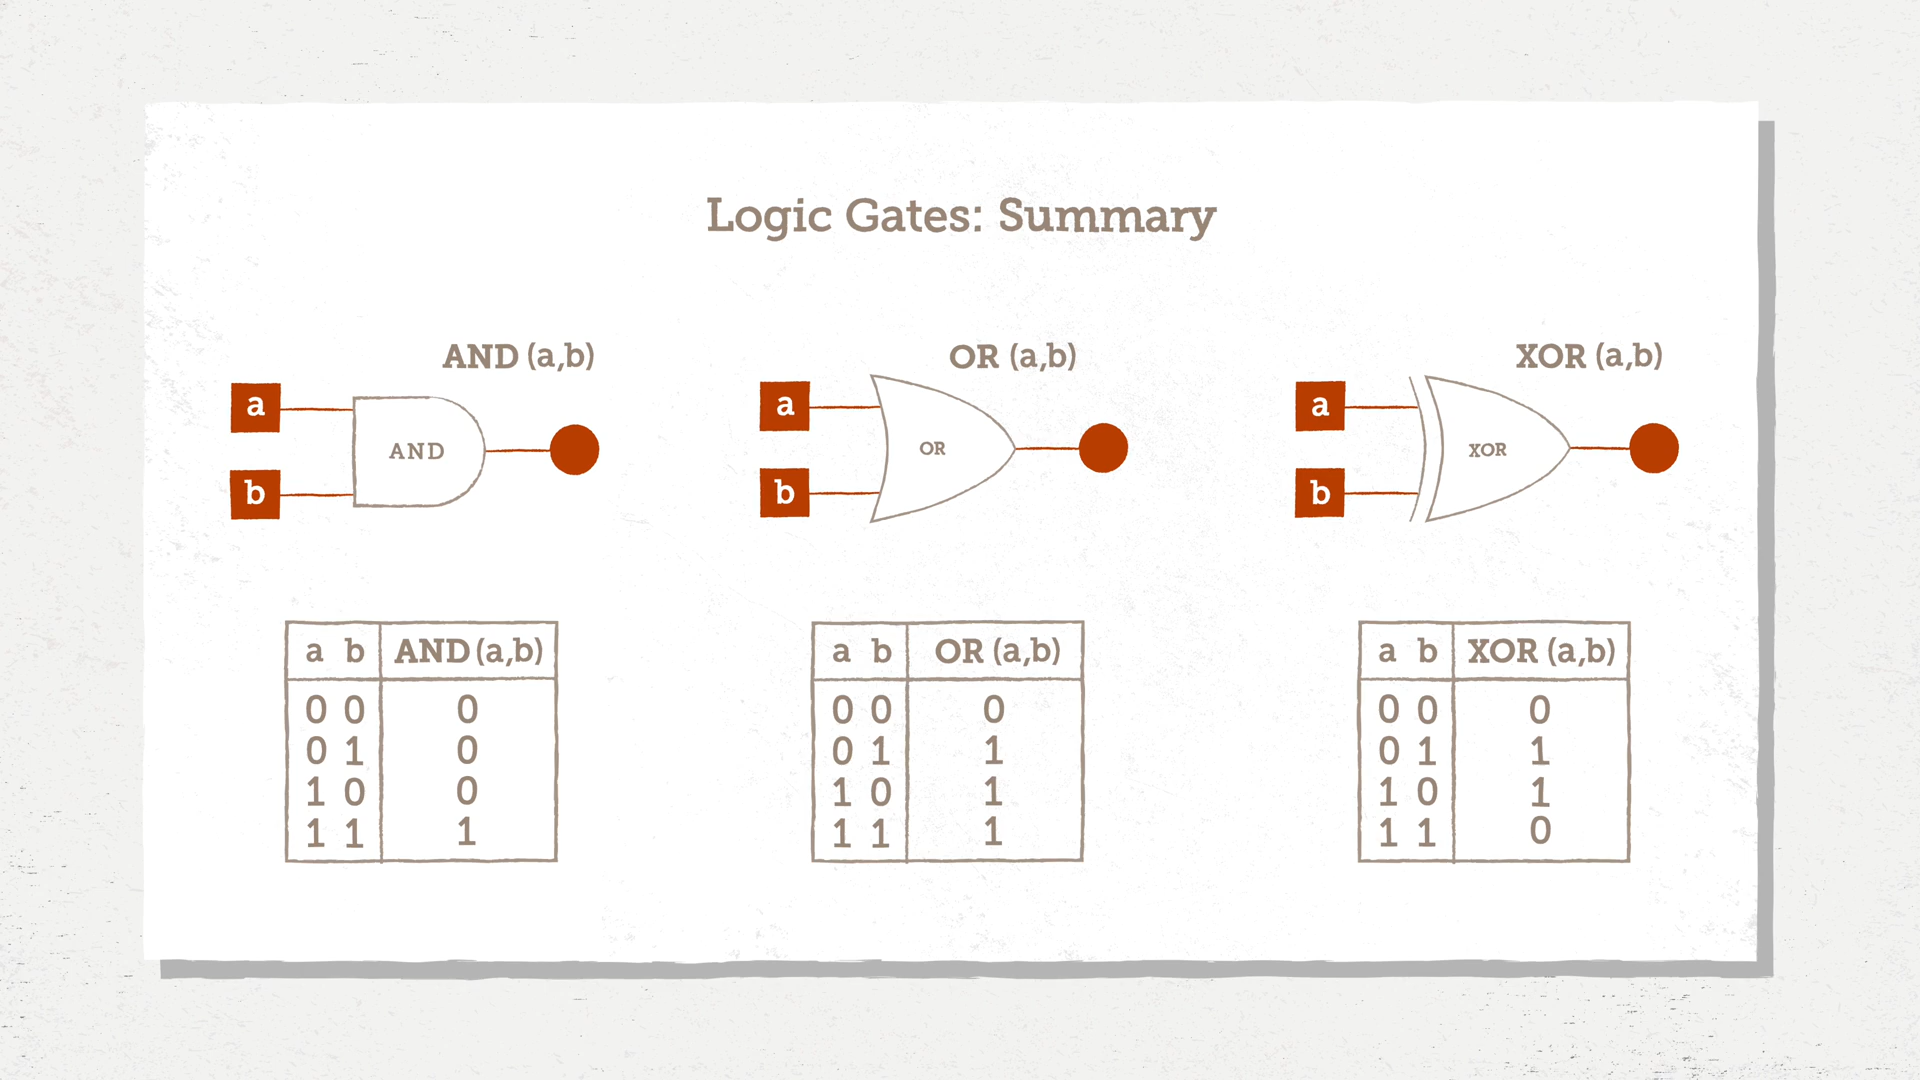 Logic Gates: Summary
AND (a,b)
a
b
AND
OR (a,b)
a
b
OR
XOR (a,b)
a
b
XOR
a b AND (a,b)
0 0 0
0 1 0
1 0 0
1 1 1
a b OR (a,b)
0 0 0
0 1 1
1 0 1
1 1 1
a b XOR (a,b)
0 0 0
0 1 1
1 0 1
1 1 0